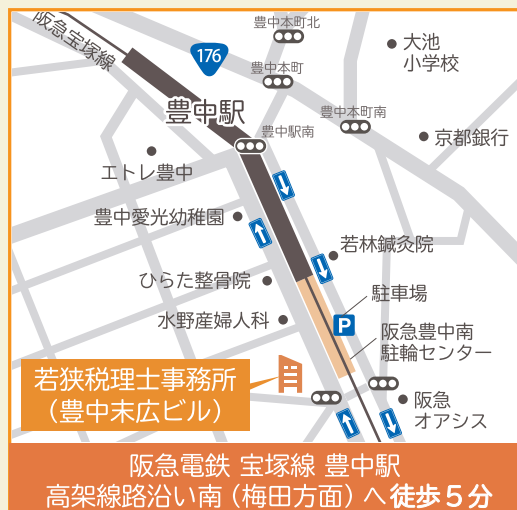 豊中本町北
阪急宝塚線
176
大池
小学校
豊中本町
豊中駅
豊中本町南
豊中駅南
京都銀行
エトレ豊中
豊中愛光幼稚園
若林鍼灸院
ひらた整骨院
駐車場
水野産婦人科
P
阪急豊中南
駐輪センター
若狭税理士事務所
（豊中末広ビル）
阪急
オアシス
阪急電鉄 宝塚線 豊中駅
高架線路沿い南（梅田方面）へ徒歩５分